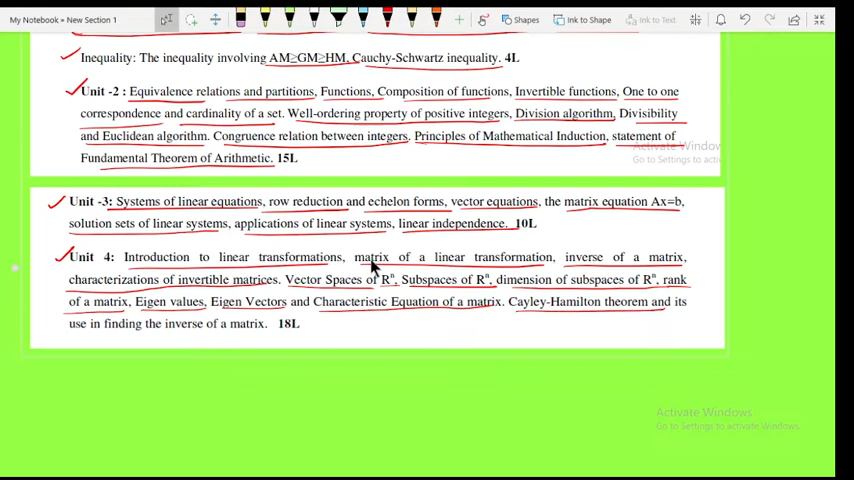 My Notebook » New Section 1
Shapes
Ink to Shape
Ink to Text
Inequality: The inequality involving AM≥GM≥HM, Cauchy-Schwartz inequality. 4L
Unit -2 : Equivalence relations and partitions, Functions, Composition of functions, Invertible functions, One to one
correspondence and cardinality of a set. Well-ordering property of positive integers, Division algorithm, Divisibility
and Euclidean algorithm. Congruence relation between integers. Principles of Mathematical Induction, statement of
Fundamental Theorem of Arithmetic. 15L
Activate Window
Go to Settings to activ
Unit -3: Systems of linear equations, row reduction and echelon forms, vector equations, the matrix equation Ax=b,
solution sets of linear systems, applications of linear systems, linear independence. 10L
Unit 4: Introduction to linear transformations, matrix of a linear transformation, inverse of a matrix,
characterizations of invertible matrices. Vector Spaces of Rⁿ, Subspaces of Rⁿ, dimension of subspaces of Rⁿ, rank
of a matrix, Eigen values, Eigen Vectors and Characteristic Equation of a matrix. Cayley-Hamilton theorem and its
use in finding the inverse of a matrix. 18L
Activate Windows
Go to Settings to activate Windows.